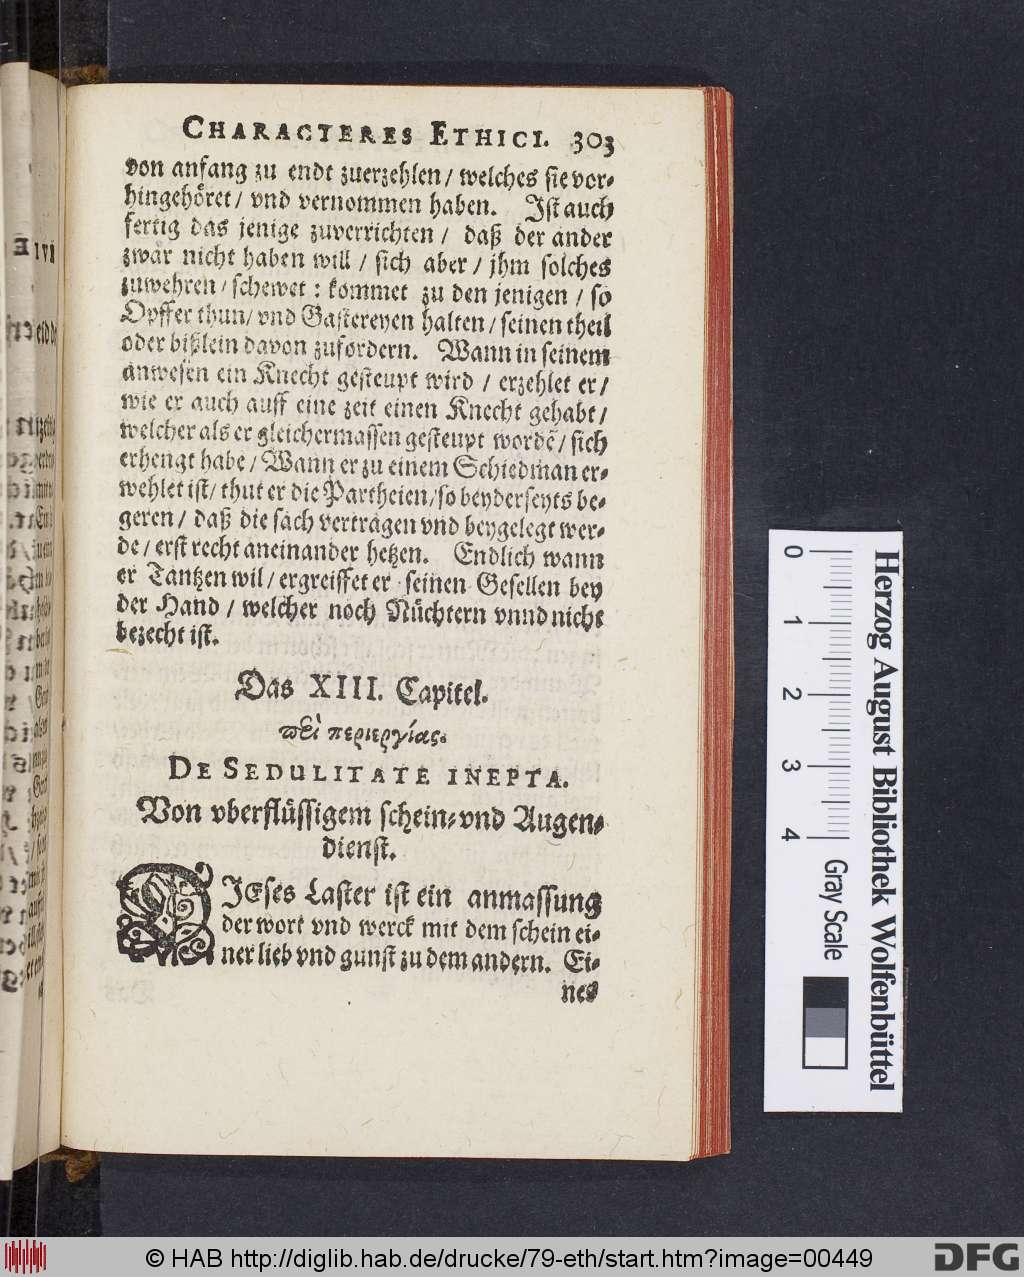 CHARACTERES ETHICI. 303
von anfang zu endt zuerzehlen / welches sie vor-
hingehöret / vnd vernommen haben. Ist auch
fertig das jenige zuverrichten / daß der ander
zwar nicht haben will / sich aber / jhm solches
zuwehren / schewet : kommet zu den jenigen / so
Opffer thun / vnd Gastereyen halten / seinen theil
oder bißlein davon zufordern. Wann in seinem
anwesen ein Knecht gesteupt wird / erzehlet er /
wie er auch auff eine zeit einen Knecht gehabt /
welcher als er gleichermassen gesteupt wordē / sich
erhengt habe / Wann er zu einem Schiedman er-
wehlet ist / thut er die Partheien / so beyderseyts be-
geren / daß die sach vertragen vnd beygelegt wer-
de / erst recht aneinander hetzen. Endlich wann
er Tantzen wil / ergreiffet er seinen Gesellen bey
der Hand / welcher noch Nüchtern vnnd nicht
bezecht ist.
Das XIII. Capitel.
πϵρὶ περιεργίας.
DE SEDULITATE INEPTA.
Von vberflüssigem schein- vnd Augen-
dienst.
DIEses Laster ist ein anmassung
der wort vnd werck mit dem schein ei-
ner lieb vnd gunst zu dem andern. Ei-
nes
0 1 2 3 4
Herzog August Bibliothek Wolfenbüttel
Gray Scale
© HAB http://diglib.hab.de/drucke/79-eth/start.htm?image=00449
DFG